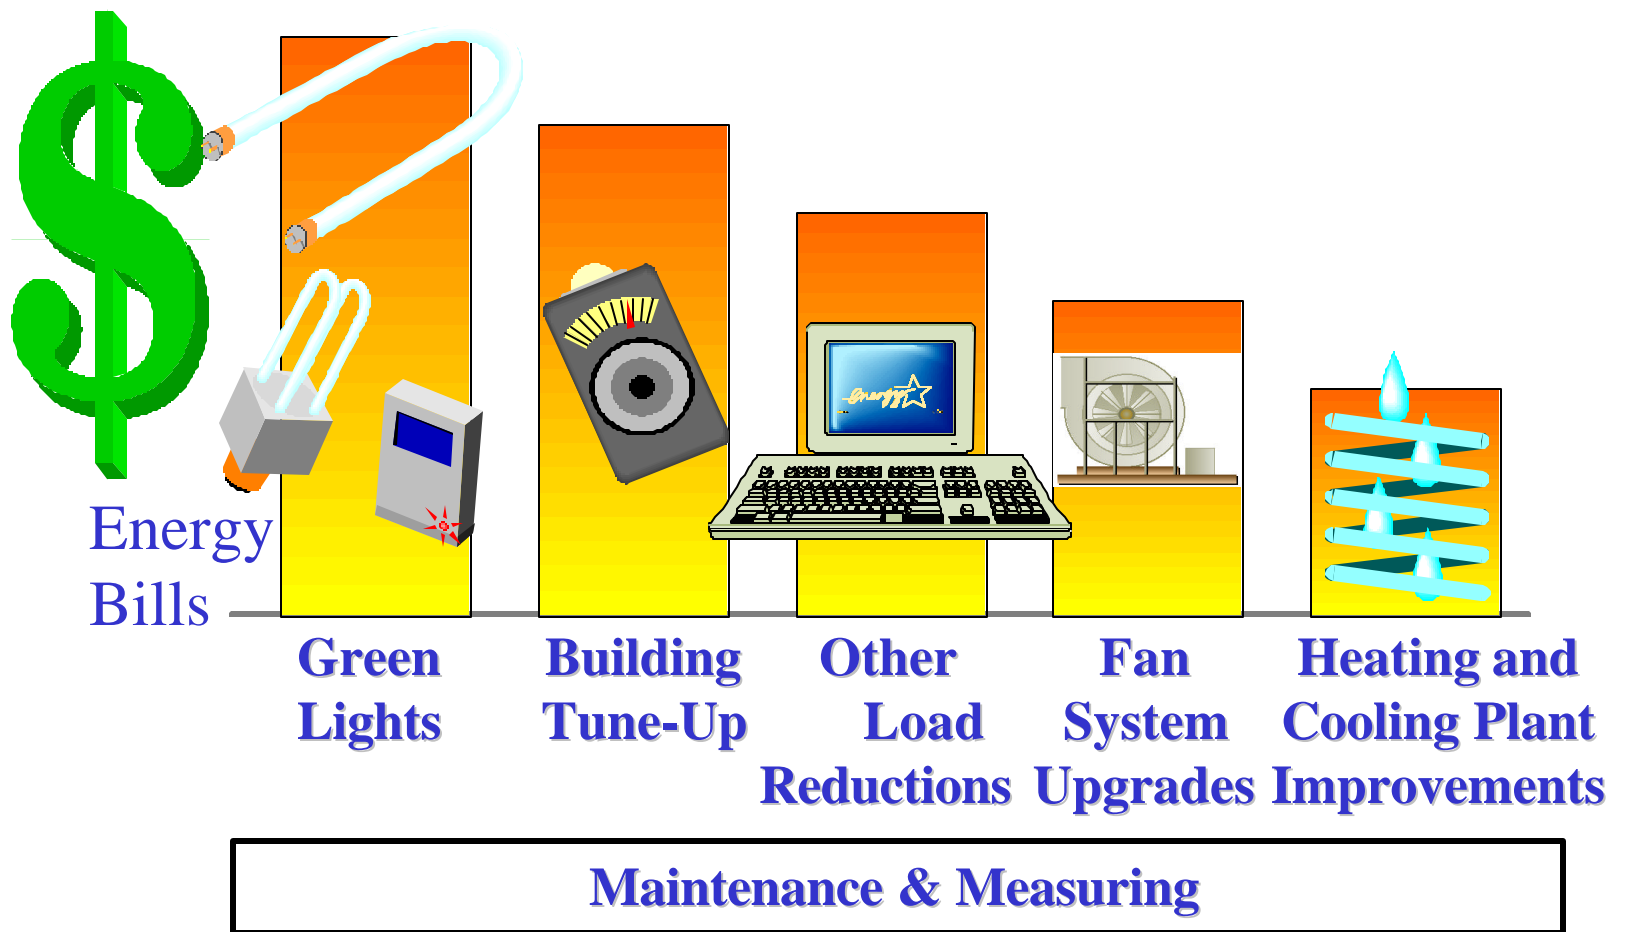 $
Energy
Bills
energy
Green
Lights
Building
Tune-Up
Other
Load
Reductions
Fan
System
Upgrades
Heating and
Cooling Plant
Improvements
Maintenance & Measuring